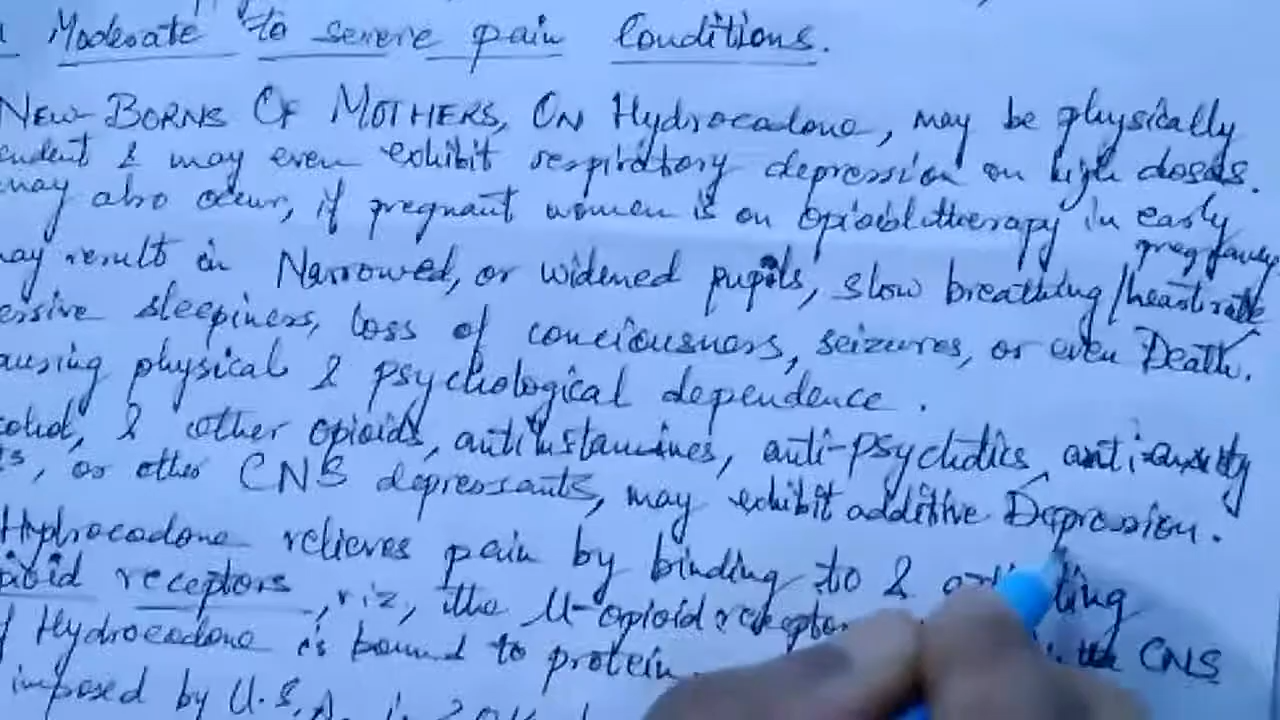 Moderate to severe pain Conditions.
NEW-BORNS OF MOTHERS, ON Hydrocodone, may be physically
endent & may even exhibit respiratory depression on high doses.
may also occur, if pregnant women is on opioid therapy in early
pregnancy
may result in Narrowed, or widened pupils, slow breathing/heart rate
essive sleepiness, loss of conciousness, seizures, or even Death.
ausing physical & psychological dependence.
cohol, & other opioids, antihistamines, anti-psychotics, anti-anxiety
or other CNS depressants, may exhibit additive Depression.
Hydrocodone relieves pain by binding to &
pioid receptors, viz, the μ-opioid receptor the CNS
Hydrocodone is bound to protein
imposed by U.S.A. in